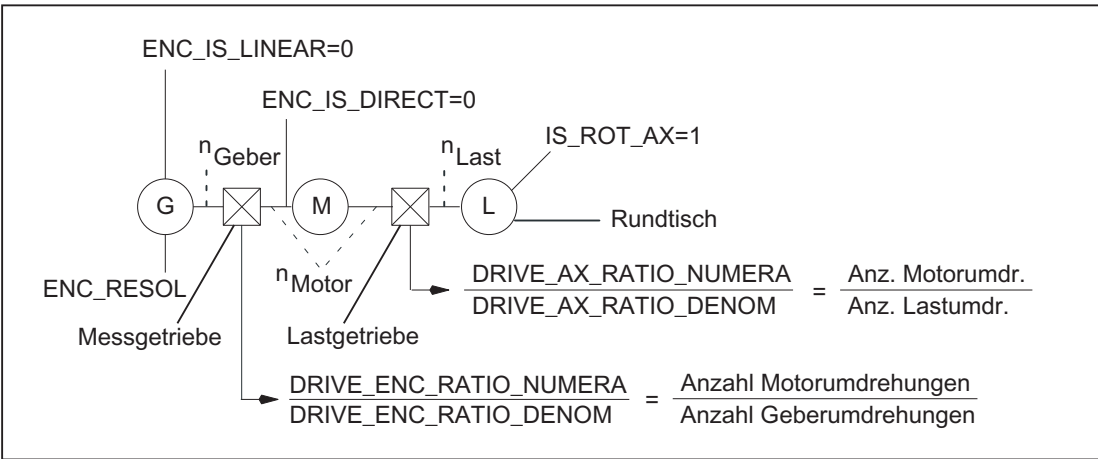 ENC_IS_LINEAR=0
ENC_IS_DIRECT=0
IS_ROT_AX=1
nGeber
nLast
G
M
L
Rundtisch
nMotor
ENC_RESOL
Messgetriebe
Lastgetriebe
DRIVE_AX_RATIO_NUMERA = Anz. Motorumdr.
DRIVE_AX_RATIO_DENOM Anz. Lastumdr.
DRIVE_ENC_RATIO_NUMERA = Anzahl Motorumdrehungen
DRIVE_ENC_RATIO_DENOM Anzahl Geberumdrehungen